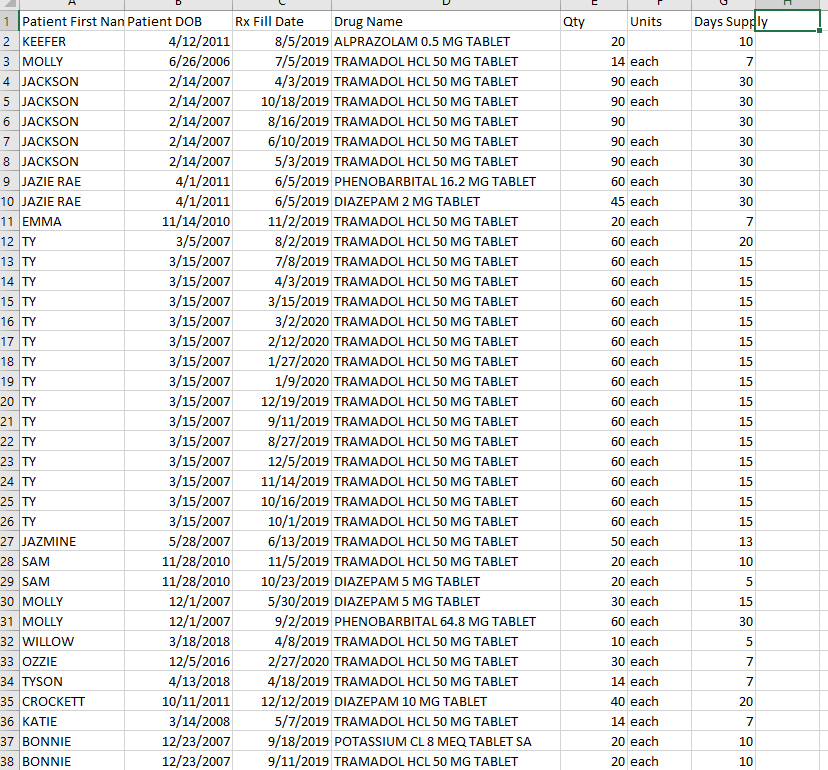 A B C D E F G H
1 Patient First Nan Patient DOB Rx Fill Date Drug Name Qty Units Days Supply
2 KEEFER 4/12/2011 8/5/2019 ALPRAZOLAM 0.5 MG TABLET 20 10
3 MOLLY 6/26/2006 7/5/2019 TRAMADOL HCL 50 MG TABLET 14 each 7
4 JACKSON 2/14/2007 4/3/2019 TRAMADOL HCL 50 MG TABLET 90 each 30
5 JACKSON 2/14/2007 10/18/2019 TRAMADOL HCL 50 MG TABLET 90 each 30
6 JACKSON 2/14/2007 8/16/2019 TRAMADOL HCL 50 MG TABLET 90 30
7 JACKSON 2/14/2007 6/10/2019 TRAMADOL HCL 50 MG TABLET 90 each 30
8 JACKSON 2/14/2007 5/3/2019 TRAMADOL HCL 50 MG TABLET 90 each 30
9 JAZIE RAE 4/1/2011 6/5/2019 PHENOBARBITAL 16.2 MG TABLET 60 each 30
10 JAZIE RAE 4/1/2011 6/5/2019 DIAZEPAM 2 MG TABLET 45 each 30
11 EMMA 11/14/2010 11/2/2019 TRAMADOL HCL 50 MG TABLET 20 each 7
12 TY 3/5/2007 8/2/2019 TRAMADOL HCL 50 MG TABLET 60 each 20
13 TY 3/15/2007 7/8/2019 TRAMADOL HCL 50 MG TABLET 60 each 15
14 TY 3/15/2007 4/3/2019 TRAMADOL HCL 50 MG TABLET 60 each 15
15 TY 3/15/2007 3/15/2019 TRAMADOL HCL 50 MG TABLET 60 each 15
16 TY 3/15/2007 3/2/2020 TRAMADOL HCL 50 MG TABLET 60 each 15
17 TY 3/15/2007 2/12/2020 TRAMADOL HCL 50 MG TABLET 60 each 15
18 TY 3/15/2007 1/27/2020 TRAMADOL HCL 50 MG TABLET 60 each 15
19 TY 3/15/2007 1/9/2020 TRAMADOL HCL 50 MG TABLET 60 each 15
20 TY 3/15/2007 12/19/2019 TRAMADOL HCL 50 MG TABLET 60 each 15
21 TY 3/15/2007 9/11/2019 TRAMADOL HCL 50 MG TABLET 60 each 15
22 TY 3/15/2007 8/27/2019 TRAMADOL HCL 50 MG TABLET 60 each 15
23 TY 3/15/2007 12/5/2019 TRAMADOL HCL 50 MG TABLET 60 each 15
24 TY 3/15/2007 11/14/2019 TRAMADOL HCL 50 MG TABLET 60 each 15
25 TY 3/15/2007 10/16/2019 TRAMADOL HCL 50 MG TABLET 60 each 15
26 TY 3/15/2007 10/1/2019 TRAMADOL HCL 50 MG TABLET 60 each 15
27 JAZMINE 5/28/2007 6/13/2019 TRAMADOL HCL 50 MG TABLET 50 each 13
28 SAM 11/28/2010 11/5/2019 TRAMADOL HCL 50 MG TABLET 20 each 10
29 SAM 11/28/2010 10/23/2019 DIAZEPAM 5 MG TABLET 20 each 5
30 MOLLY 12/1/2007 5/30/2019 DIAZEPAM 5 MG TABLET 30 each 15
31 MOLLY 12/1/2007 9/2/2019 PHENOBARBITAL 64.8 MG TABLET 60 each 30
32 WILLOW 3/18/2018 4/8/2019 TRAMADOL HCL 50 MG TABLET 10 each 5
33 OZZIE 12/5/2016 2/27/2020 TRAMADOL HCL 50 MG TABLET 30 each 7
34 TYSON 4/13/2018 4/18/2019 TRAMADOL HCL 50 MG TABLET 14 each 7
35 CROCKETT 10/11/2011 12/12/2019 DIAZEPAM 10 MG TABLET 40 each 20
36 KATIE 3/14/2008 5/7/2019 TRAMADOL HCL 50 MG TABLET 14 each 7
37 BONNIE 12/23/2007 9/18/2019 POTASSIUM CL 8 MEQ TABLET SA 20 each 10
38 BONNIE 12/23/2007 9/11/2019 TRAMADOL HCL 50 MG TABLET 20 each 10